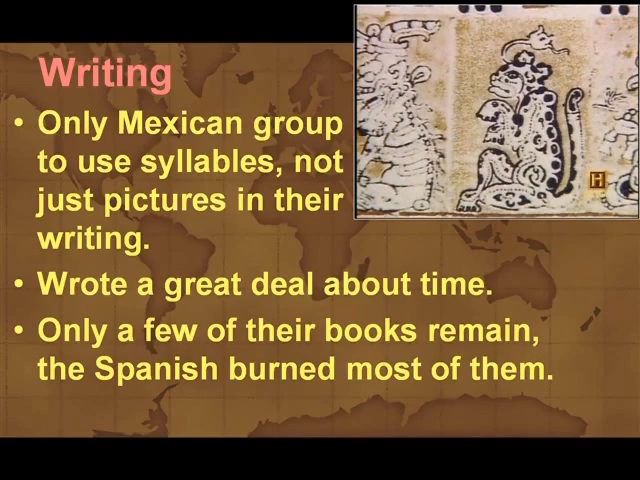 Writing
• Only Mexican group
to use syllables, not
just pictures in their
writing.
• Wrote a great deal about time.
• Only a few of their books remain,
the Spanish burned most of them.
H